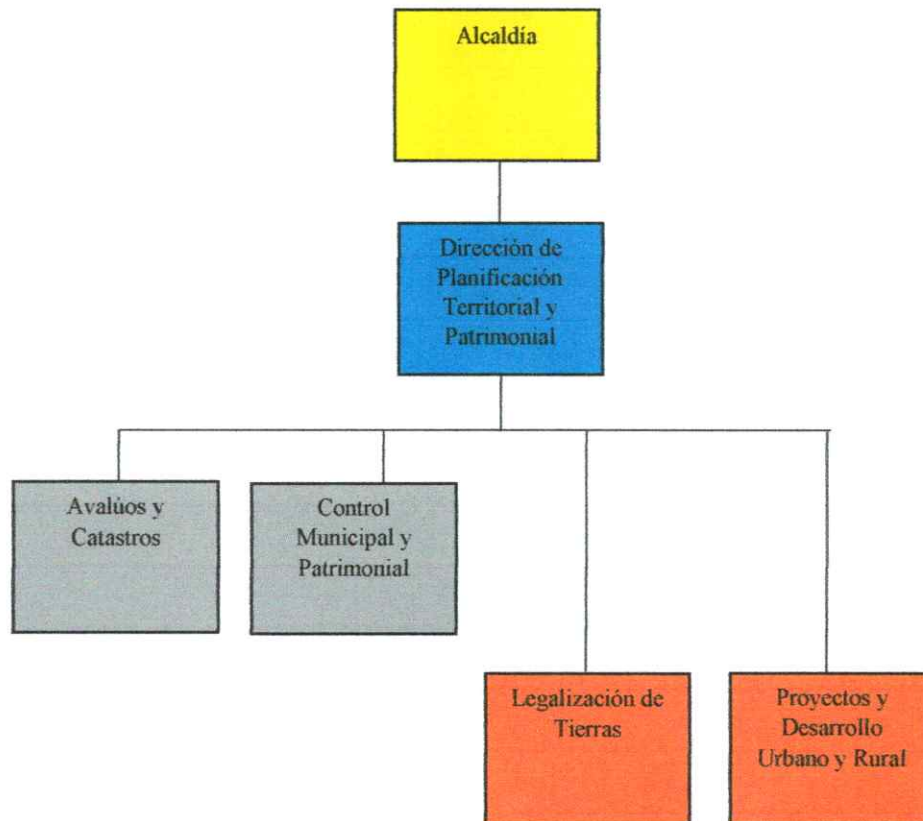 Alcaldía
Dirección de
Planificación
Territorial y
Patrimonial
Avalúos y
Catastros
Control
Municipal y
Patrimonial
Legalización de
Tierras
Proyectos y
Desarrollo
Urbano y Rural